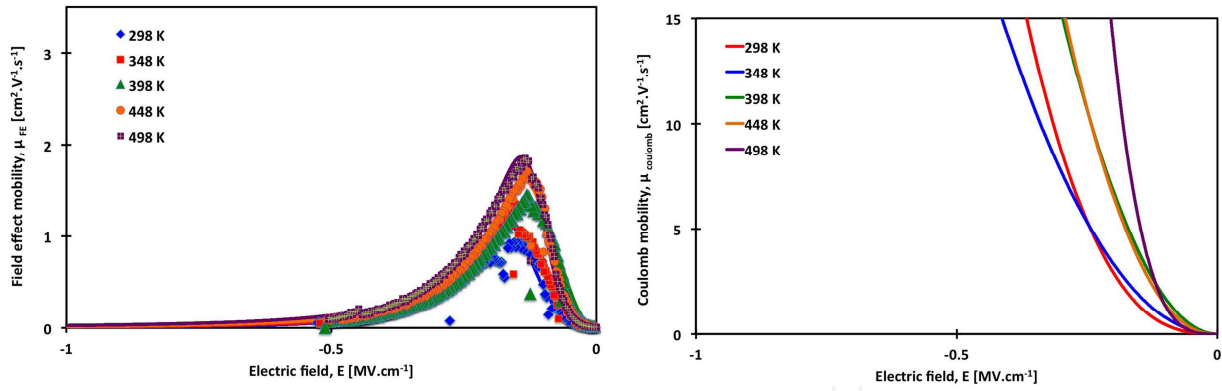 Field effect mobility, μ FE [cm².V⁻¹.s⁻¹]
3
2
1
0
298 K
348 K
398 K
448 K
498 K
-1
-0.5
0
Electric field, E [MV.cm⁻¹]
Coulomb mobility, μ coulomb [cm².V⁻¹.s⁻¹]
15
10
5
0
298 K
348 K
398 K
448 K
498 K
-1
-0.5
0
Electric field, E [MV.cm⁻¹]